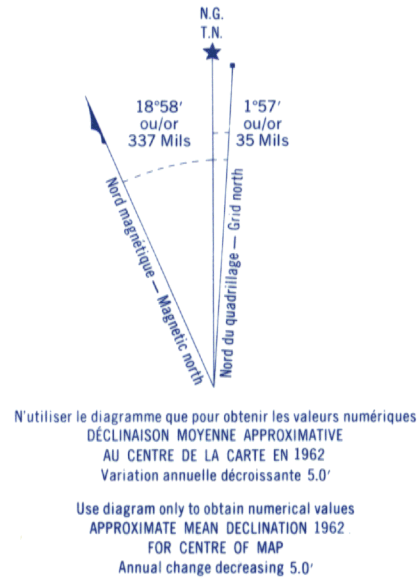 N.G.
T.N.
18°58′
ou/or
337 Mils
1°57′
ou/or
35 Mils
Nord magnétique — Magnetic north
Nord du quadrillage — Grid north
N'utiliser le diagramme que pour obtenir les valeurs numériques
DÉCLINAISON MOYENNE APPROXIMATIVE
AU CENTRE DE LA CARTE EN 1962
Variation annuelle décroissante 5.0′
Use diagram only to obtain numerical values
APPROXIMATE MEAN DECLINATION 1962
FOR CENTRE OF MAP
Annual change decreasing 5.0′